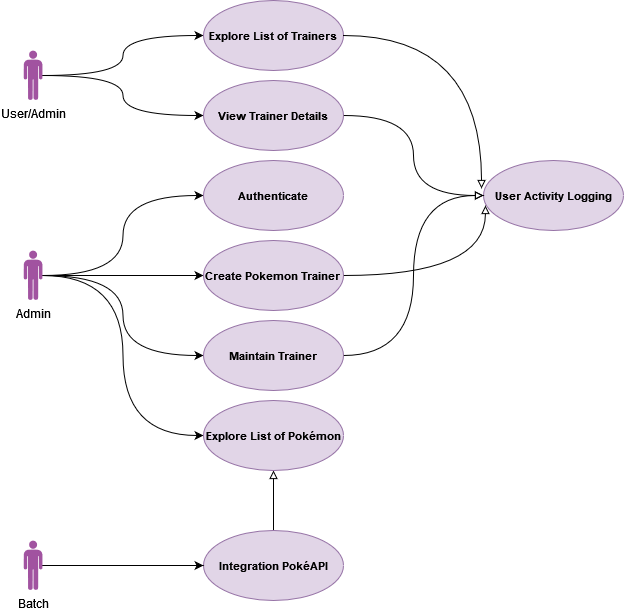 Explore List of Trainers
User/Admin
View Trainer Details
Authenticate
User Activity Logging
Create Pokemon Trainer
Admin
Maintain Trainer
Explore List of Pokémon
Integration PokéAPI
Batch